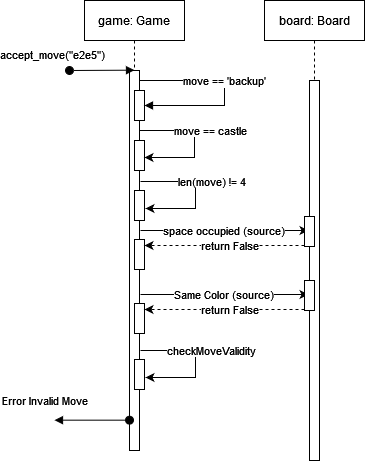 game: Game
board: Board
accept_move("e2e5")
move == 'backup'
move == castle
len(move) != 4
space occupied (source)
return False
Same Color (source)
return False
checkMoveValidity
Error Invalid Move